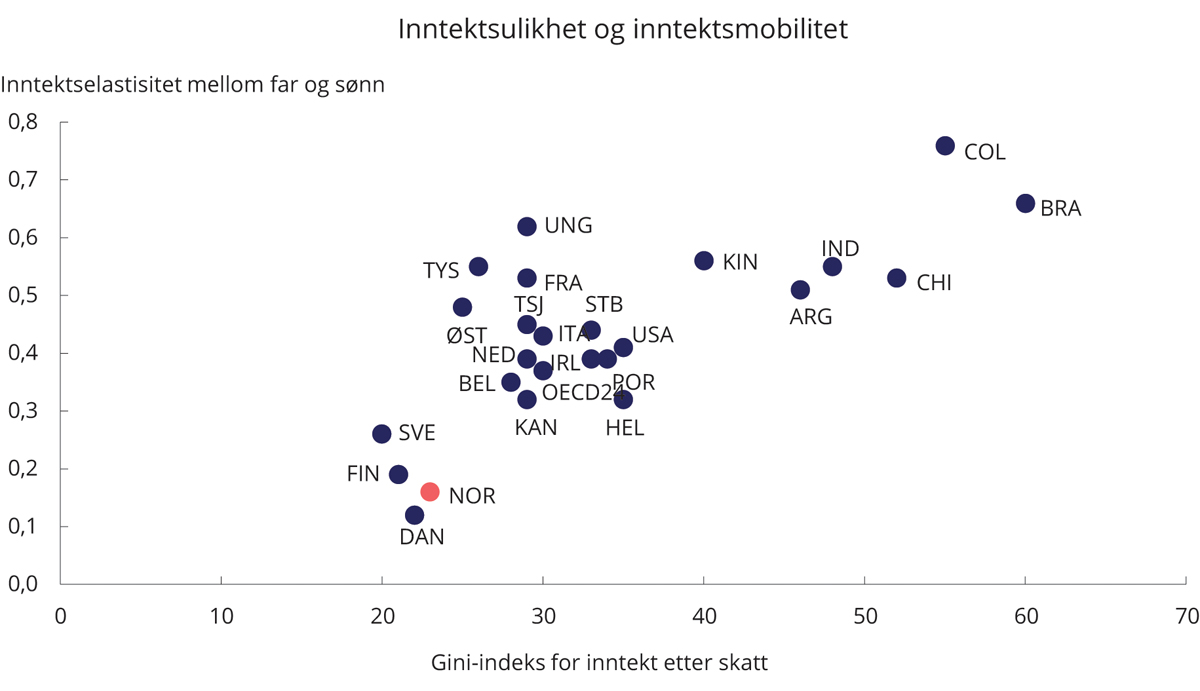 Inntektsulikhet og inntektsmobilitet
Inntektselastisitet mellom far og sønn
0,8
COL
0,7
BRA
UNG
0,6
IND
KIN
TYS
FRA
CHI
0,5
TSJ
STB
ARG
ØST
ITA
USA
0,4
NED
IRL
BEL
POR
OECD24
0,3
KAN
HEL
SVE
0,2
FIN
NOR
0,1
DAN
0,0
0 10 20 30 40 50 60 70
Gini-indeks for inntekt etter skatt